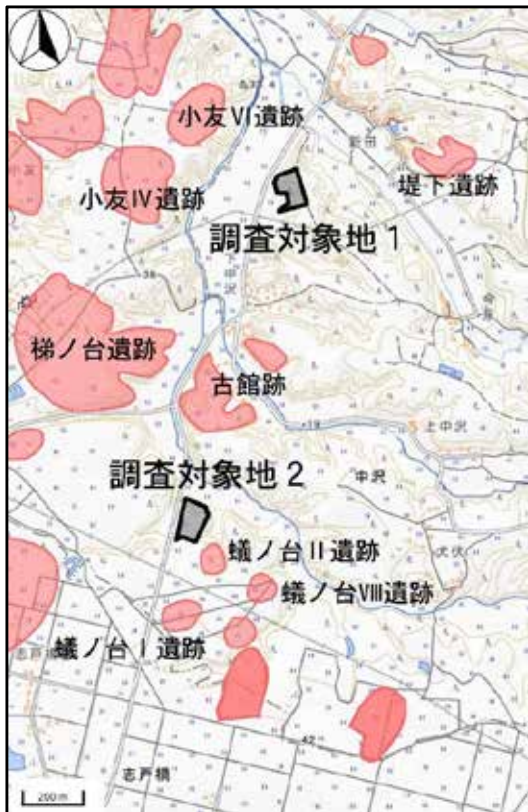 小友VI遺跡
堤下遺跡
小友IV遺跡
調査対象地1
梯ノ台遺跡
古館跡
上中沢
調査対象地2
中沢
犬伏
蟻ノ台II遺跡
蟻ノ台VIII遺跡
蟻ノ台I遺跡
42
志戸橋
200m